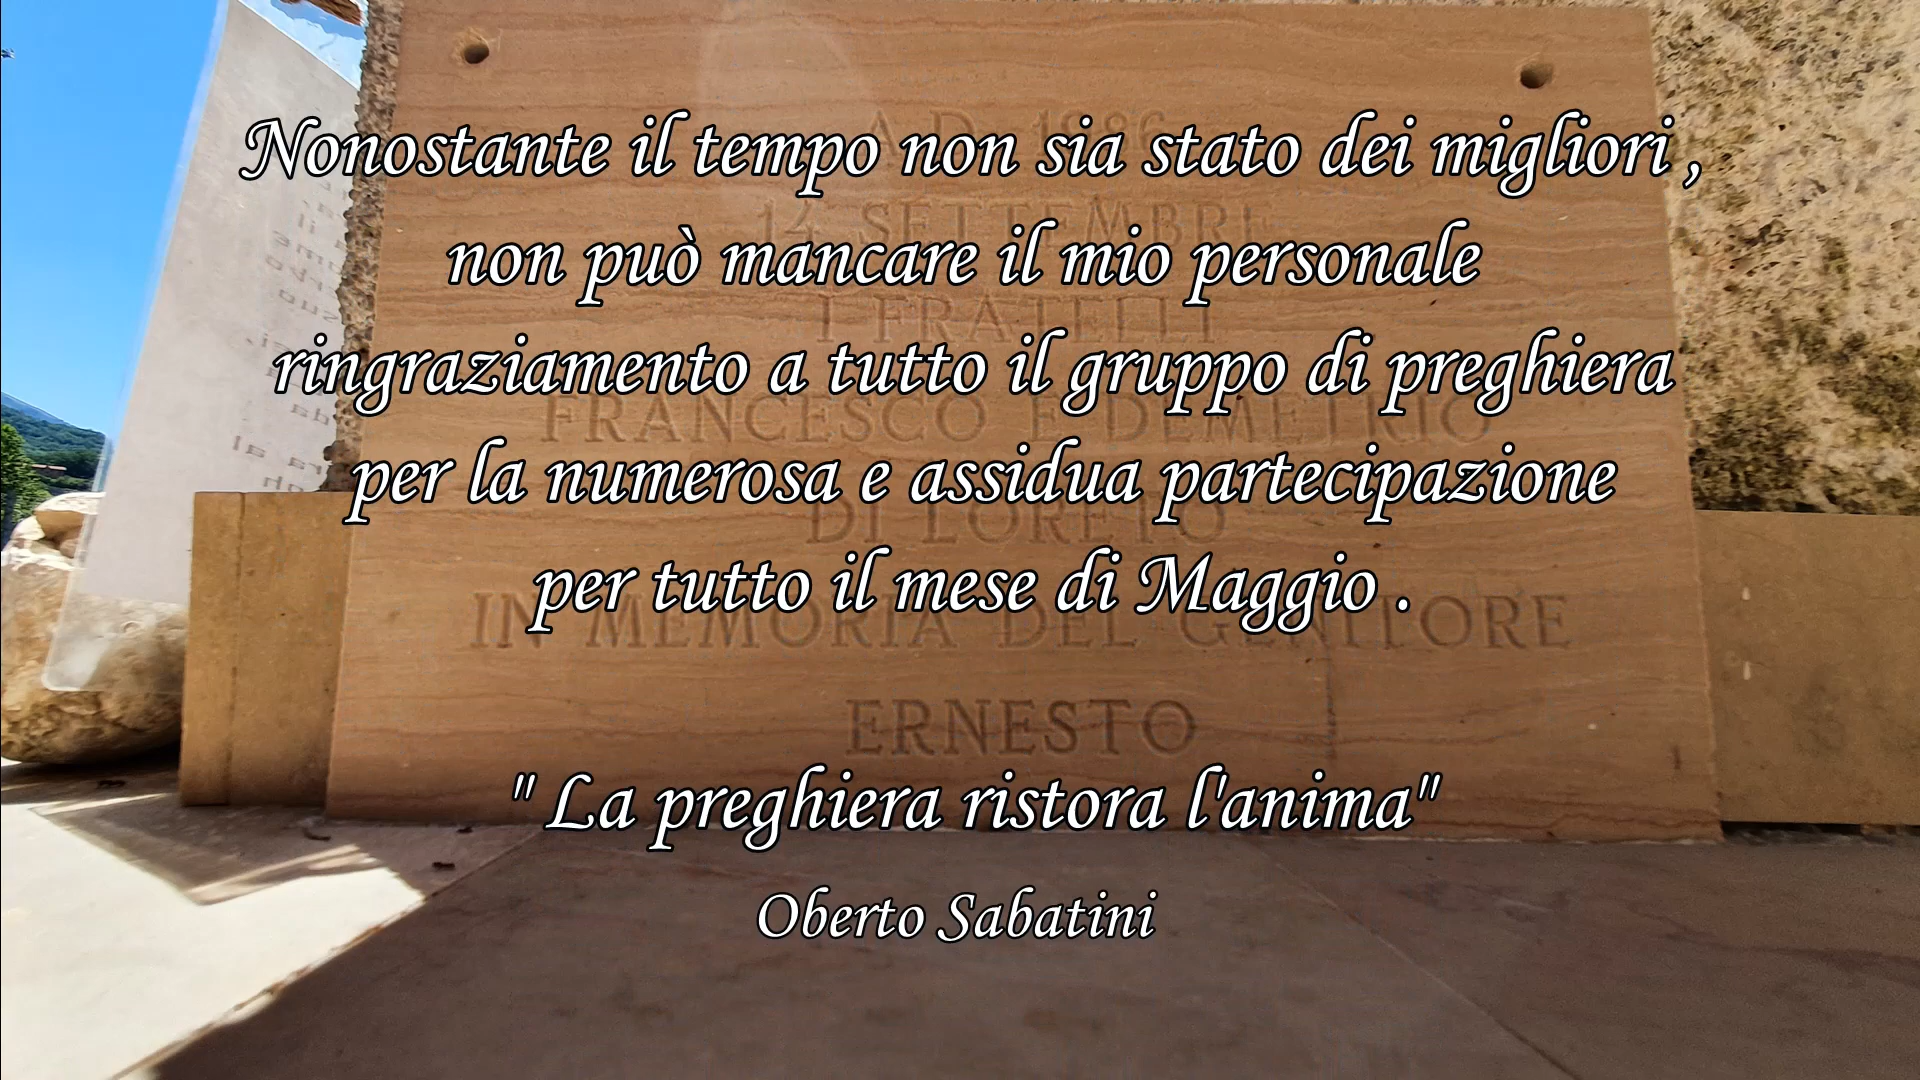 Nonostante il tempo non sia stato dei migliori ,
non può mancare il mio personale
ringraziamento a tutto il gruppo di preghiera
per la numerosa e assidua partecipazione
per tutto il mese di Maggio .
" La preghiera ristora l'anima"
Oberto Sabatini
A.D. 1986
14 SETTEMBRE
I FRATELLI
FRANCESCO E DEMETRIO
DI LORETO
IN MEMORIA DEL GENITORE
ERNESTO